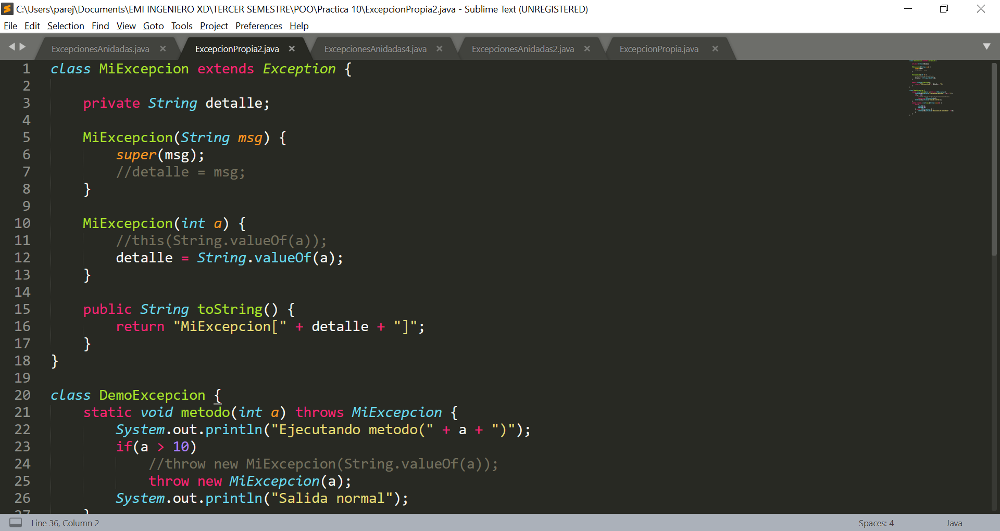 C:\Users\parej\Documents\EMI INGENIERO XD\TERCER SEMESTRE\POO\Practica 10\ExcepcionPropia2.java - Sublime Text (UNREGISTERED)
File Edit Selection Find View Goto Tools Project Preferences Help
ExcepcionesAnidadas.java ExcepcionPropia2.java ExcepcionesAnidadas4.java ExcepcionesAnidadas2.java ExcepcionPropia.java
1 class MiExcepcion extends Exception {
2
3     private String detalle;
4
5     MiExcepcion(String msg) {
6         super(msg);
7         //detalle = msg;
8     }
9
10     MiExcepcion(int a) {
11         //this(String.valueOf(a));
12         detalle = String.valueOf(a);
13     }
14
15     public String toString() {
16         return "MiExcepcion[" + detalle + "]";
17     }
18 }
19
20 class DemoExcepcion {
21     static void metodo(int a) throws MiExcepcion {
22         System.out.println("Ejecutando metodo(" + a + ")");
23         if(a > 10)
24             //throw new MiExcepcion(String.valueOf(a));
25             throw new MiExcepcion(a);
26         System.out.println("Salida normal");
27     }
Line 36, Column 2 Spaces: 4 Java